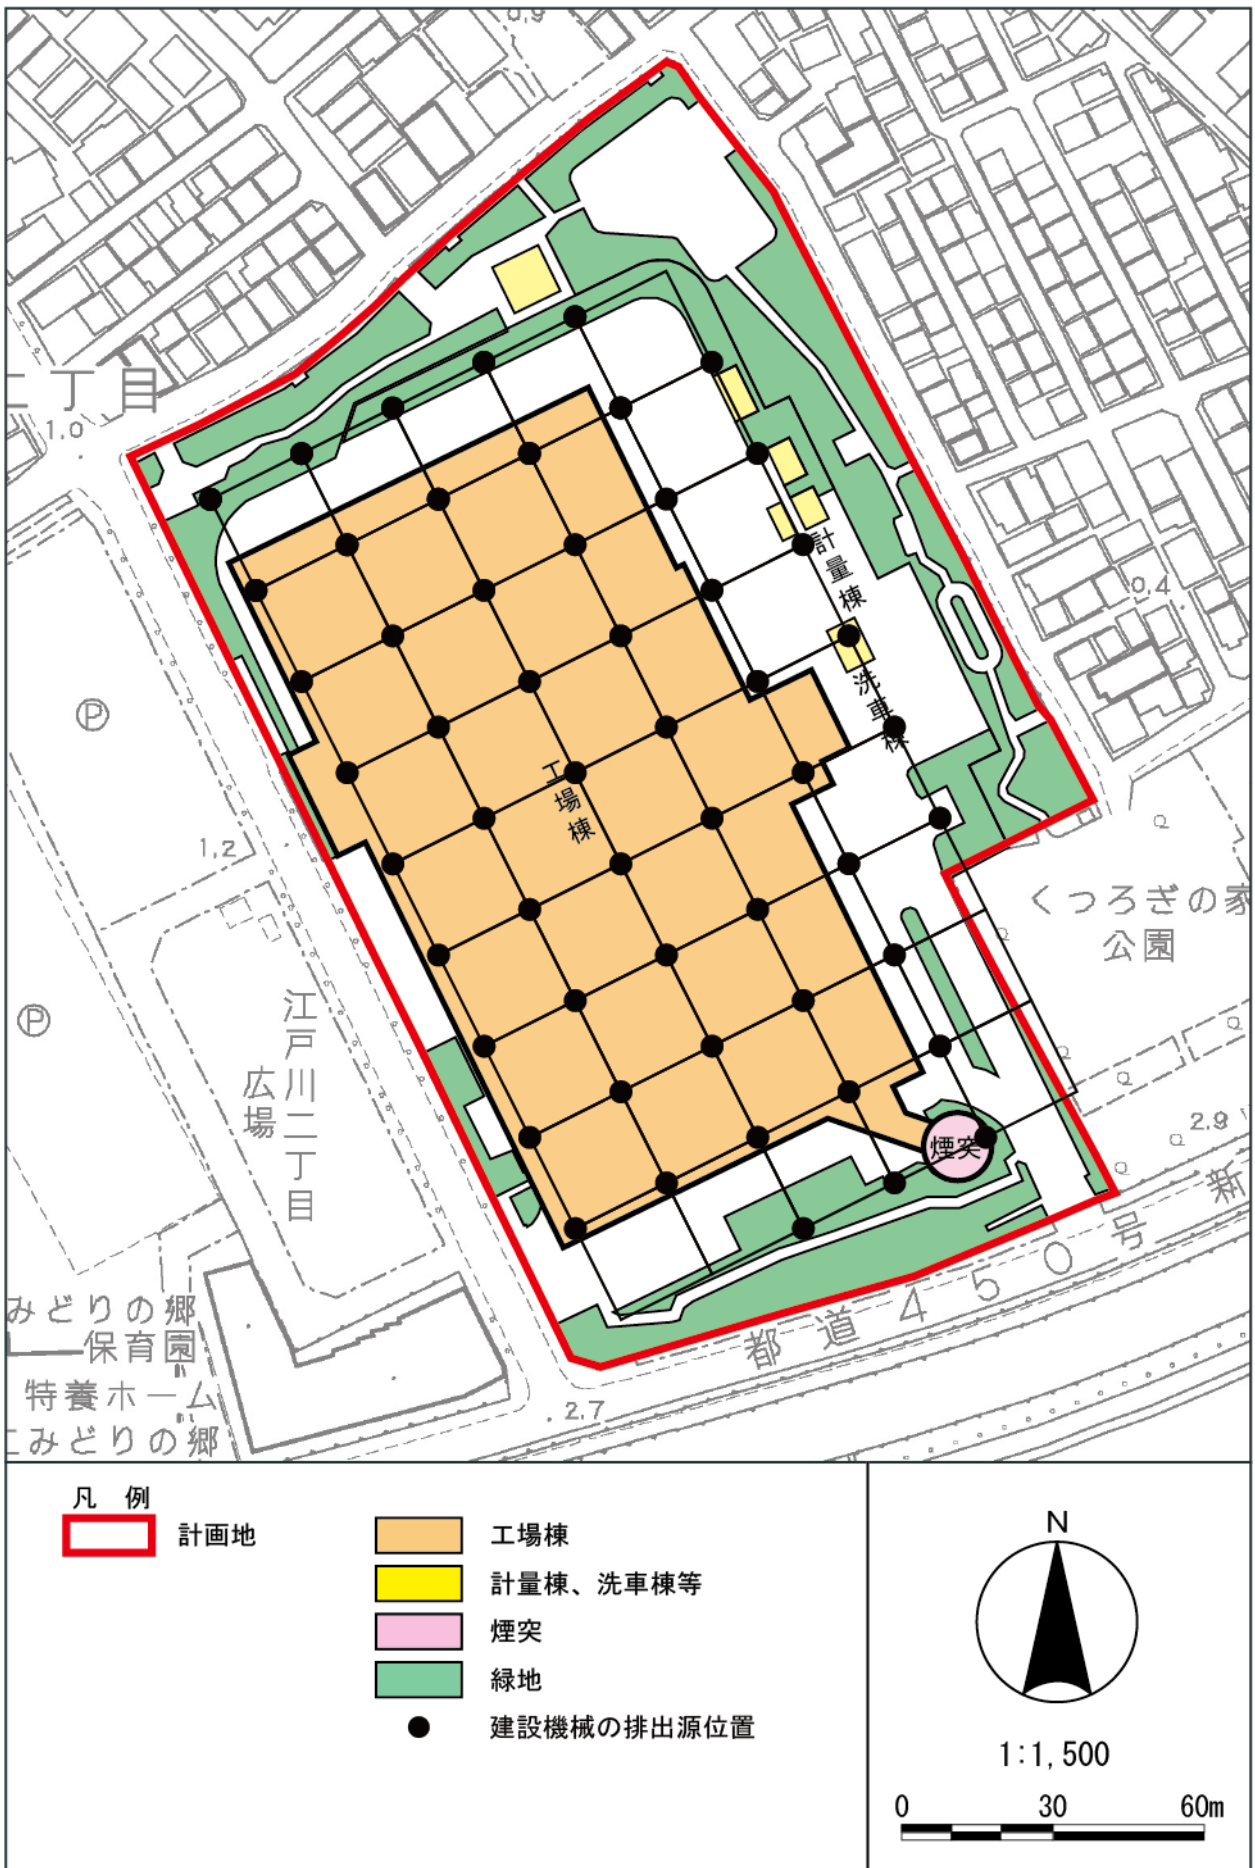 0,9
二丁目
1,0
計量棟
0,4
洗車棟
Ⓟ
工場棟
1,2
くつろぎの家
公園
Ⓟ
江戸川二丁目
広場
2,9
煙突
新
都道450号
みどりの郷
保育園
特養ホーム
みどりの郷
2,7
凡 例
計画地
工場棟
計量棟、洗車棟等
煙突
緑地
建設機械の排出源位置
N
1:1,500
0 30 60m